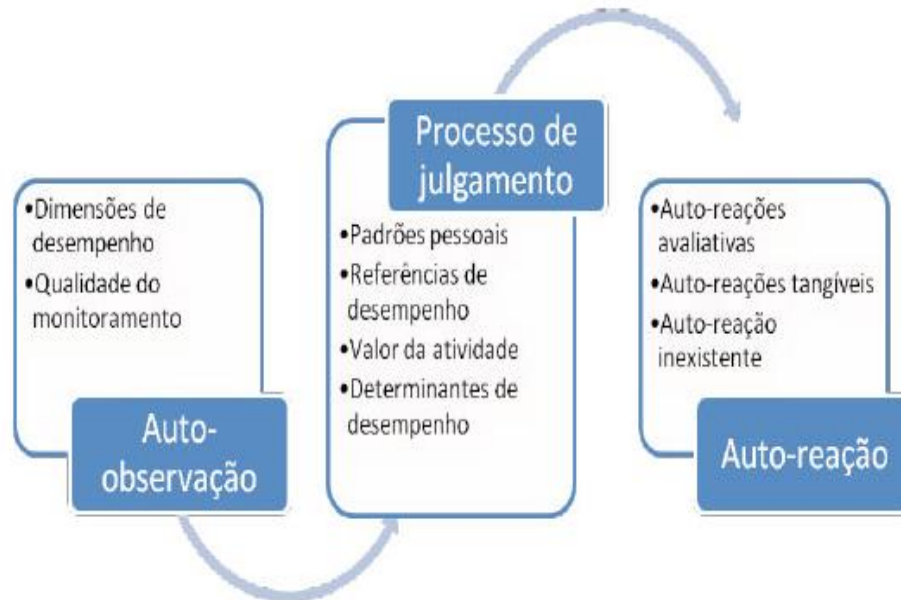 •Dimensões de
desempenho
•Qualidade do
monitoramento
Auto-
observação
Processo de
julgamento
•Padrões pessoais
•Referências de
desempenho
•Valor da atividade
•Determinantes de
desempenho
•Auto-reações
avaliativas
•Auto-reações tangíveis
•Auto-reação
inexistente
Auto-reação